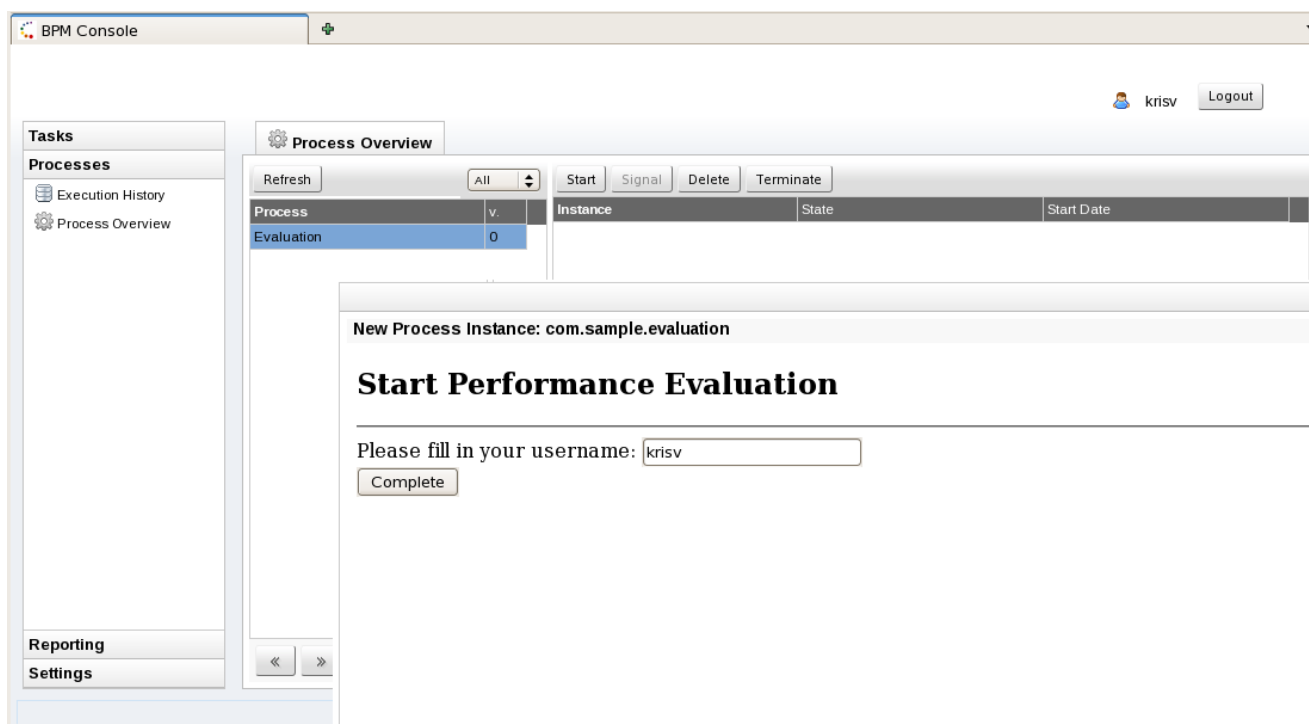 BPM Console
krisv Logout
Tasks
Processes
Execution History
Process Overview
Reporting
Settings
Process Overview
Refresh All
Process v.
Evaluation 0
« »
Start Signal Delete Terminate
Instance State Start Date
New Process Instance: com.sample.evaluation
Start Performance Evaluation
Please fill in your username: krisv
Complete